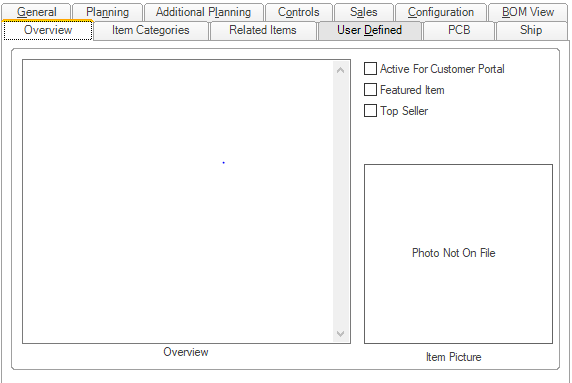 General Planning Additional Planning Controls Sales Configuration BOM View
Overview Item Categories Related Items User Defined PCB Ship
Active For Customer Portal
Featured Item
Top Seller
Photo Not On File
Overview
Item Picture